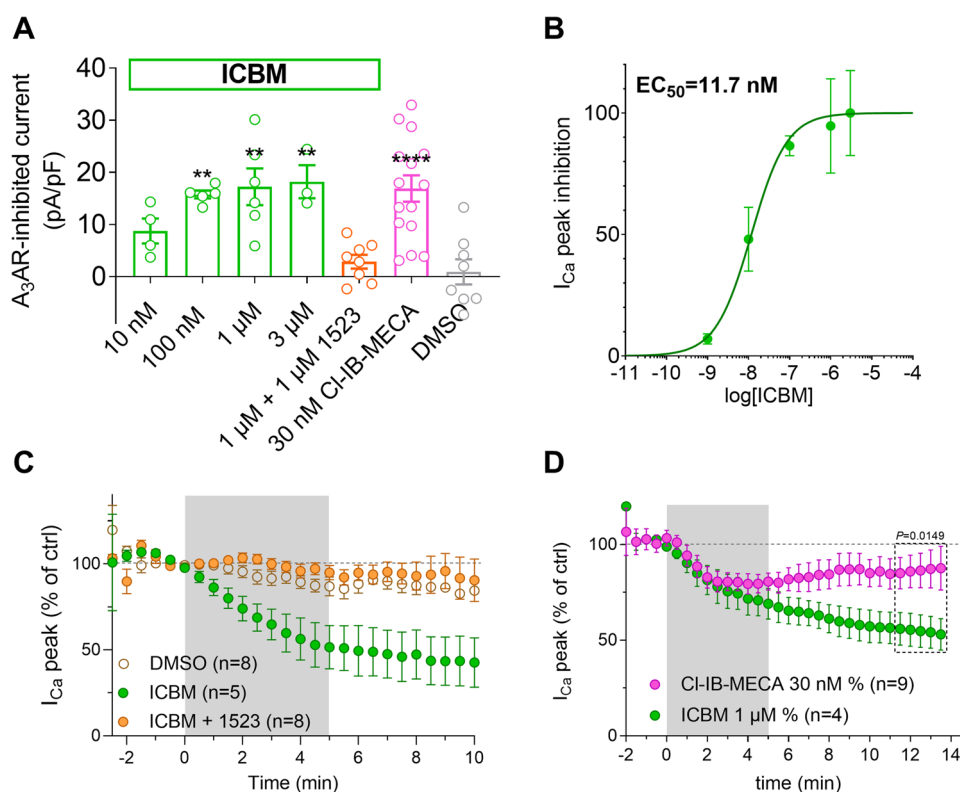 A
ICBM
A₃AR-inhibited current
(pA/pF)
40
30
20
10
0
**
**
**
****
10 nM
100 nM
1 µM
3 µM
1 µM + 1 µM 1523
30 nM Cl-IB-MECA
DMSO
B
EC₅₀=11.7 nM
I_Ca peak inhibition
100
50
0
-11
-10
-9
-8
-7
-6
-5
-4
log[ICBM]
C
I_Ca peak (% of ctrl)
100
50
0
DMSO (n=8)
ICBM (n=5)
ICBM + 1523 (n=8)
-2
0
2
4
6
8
10
Time (min)
D
P=0.0149
I_Ca peak (% of ctrl)
100
50
0
Cl-IB-MECA 30 nM % (n=9)
ICBM 1 µM % (n=4)
-2
0
2
4
6
8
10
12
14
time (min)